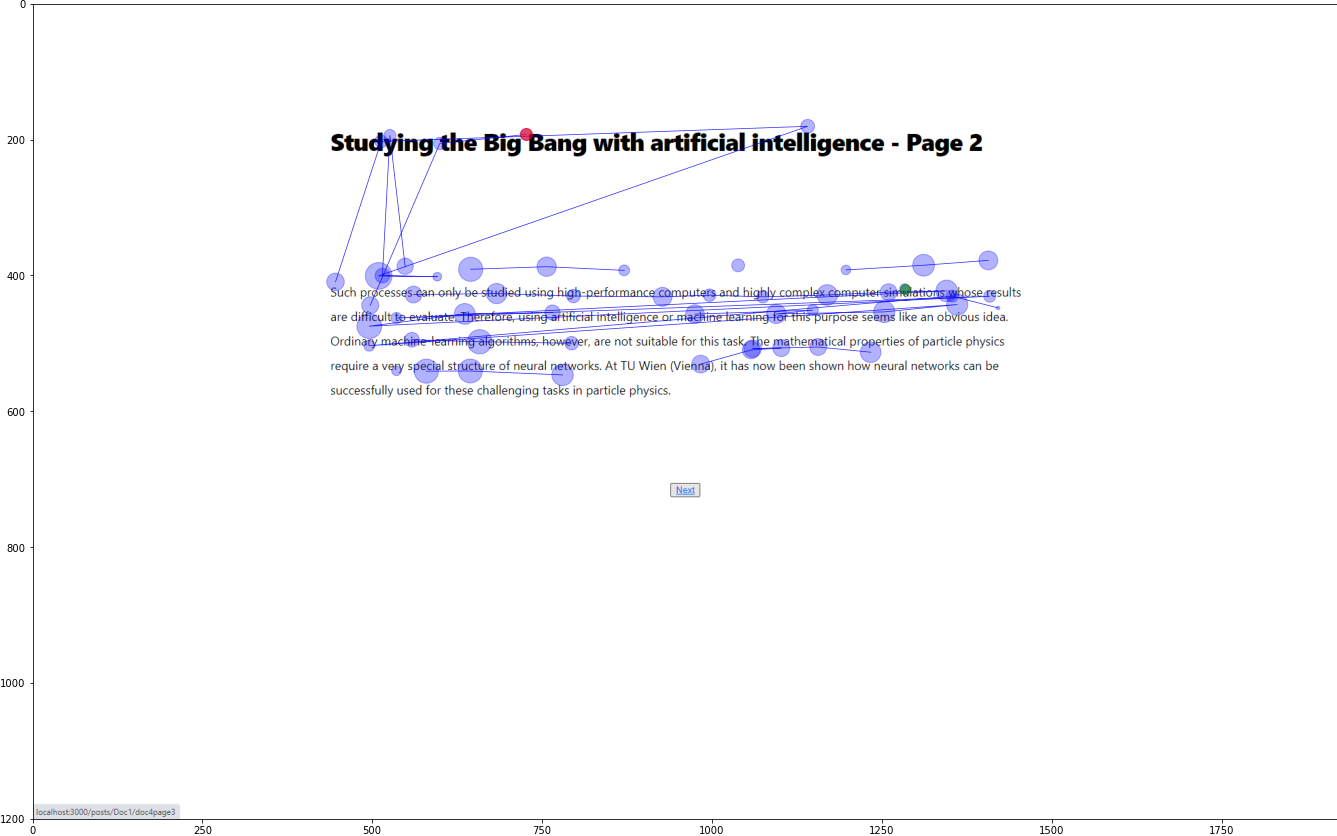 0
200
400
600
800
1000
1200
Studying the Big Bang with artificial intelligence - Page 2
Such processes can only be studied using high-performance computers and highly complex computer simulations whose results
are difficult to evaluate. Therefore, using artificial intelligence or machine learning for this purpose seems like an obvious idea.
Ordinary machine learning algorithms, however, are not suitable for this task. The mathematical properties of particle physics
require a very special structure of neural networks. At TU Wien (Vienna), it has now been shown how neural networks can be
successfully used for these challenging tasks in particle physics.
Next
localhost:3000/posts/Doc1/doc4page3
0 250 500 750 1000 1250 1500 1750